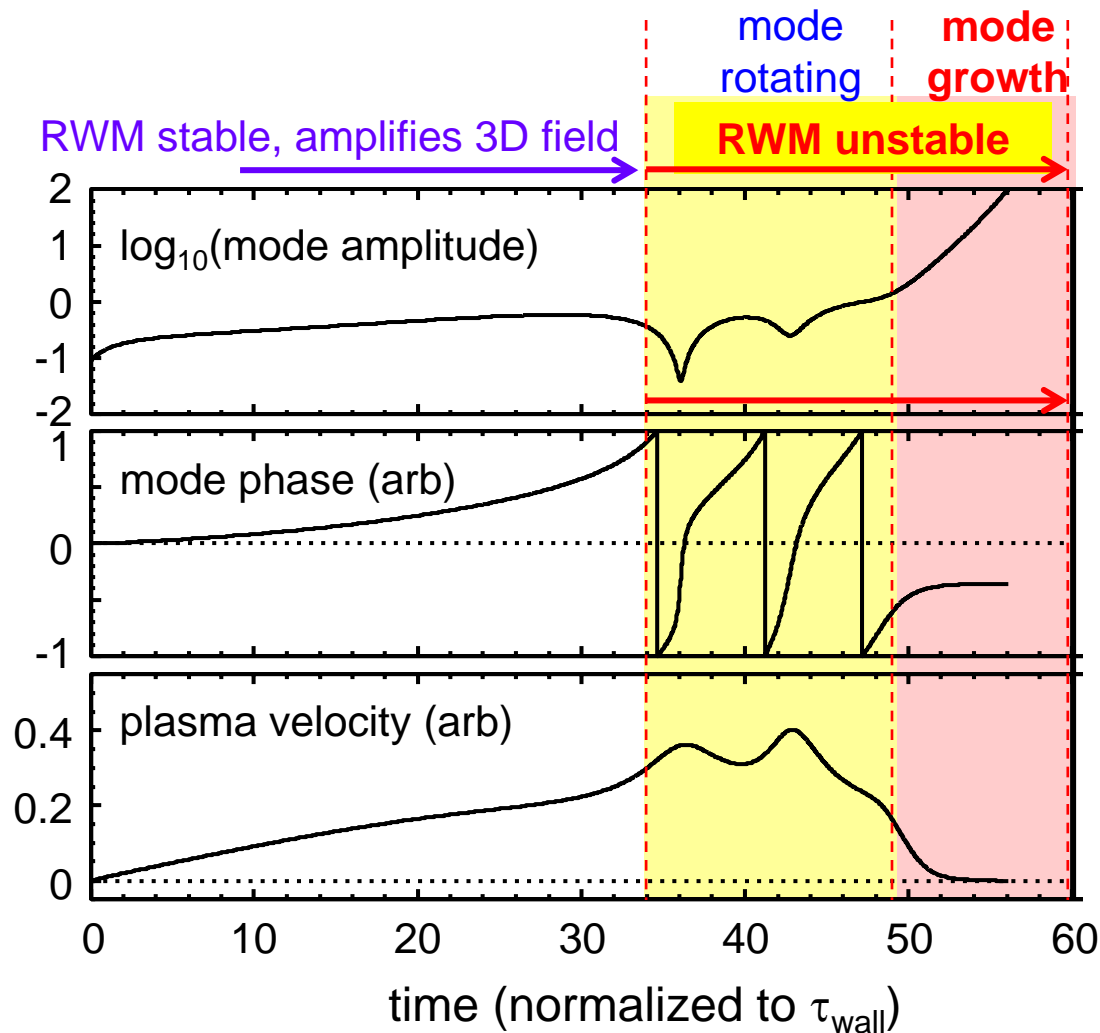 mode
rotating
mode
growth
RWM stable, amplifies 3D field
RWM unstable
2
1
0
-1
-2
log₁₀(mode amplitude)
1
0
-1
mode phase (arb)
0.4
0.2
0
plasma velocity (arb)
0 10 20 30 40 50 60
time (normalized to τwall)